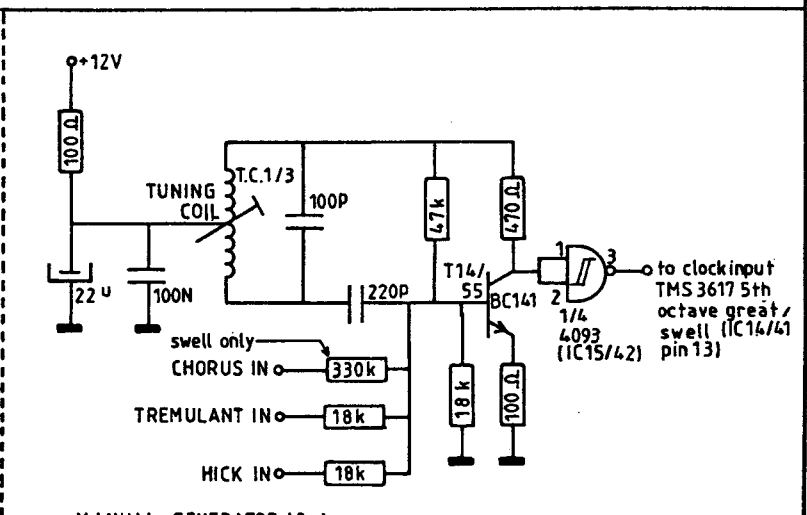 +12V
100Ω
TUNING
COIL
T.C.1/3
100P
47k
470Ω
22u
100N
220p
T14/
55
BC141
1
2
3
1/4
4093
(IC15/42)
to clockinput
TMS 3617 5th
octave great/
swell (IC14/41
pin 13)
swell only
CHORUS IN
330k
TREMULANT IN
18k
HICK IN
18k
18k
100Ω